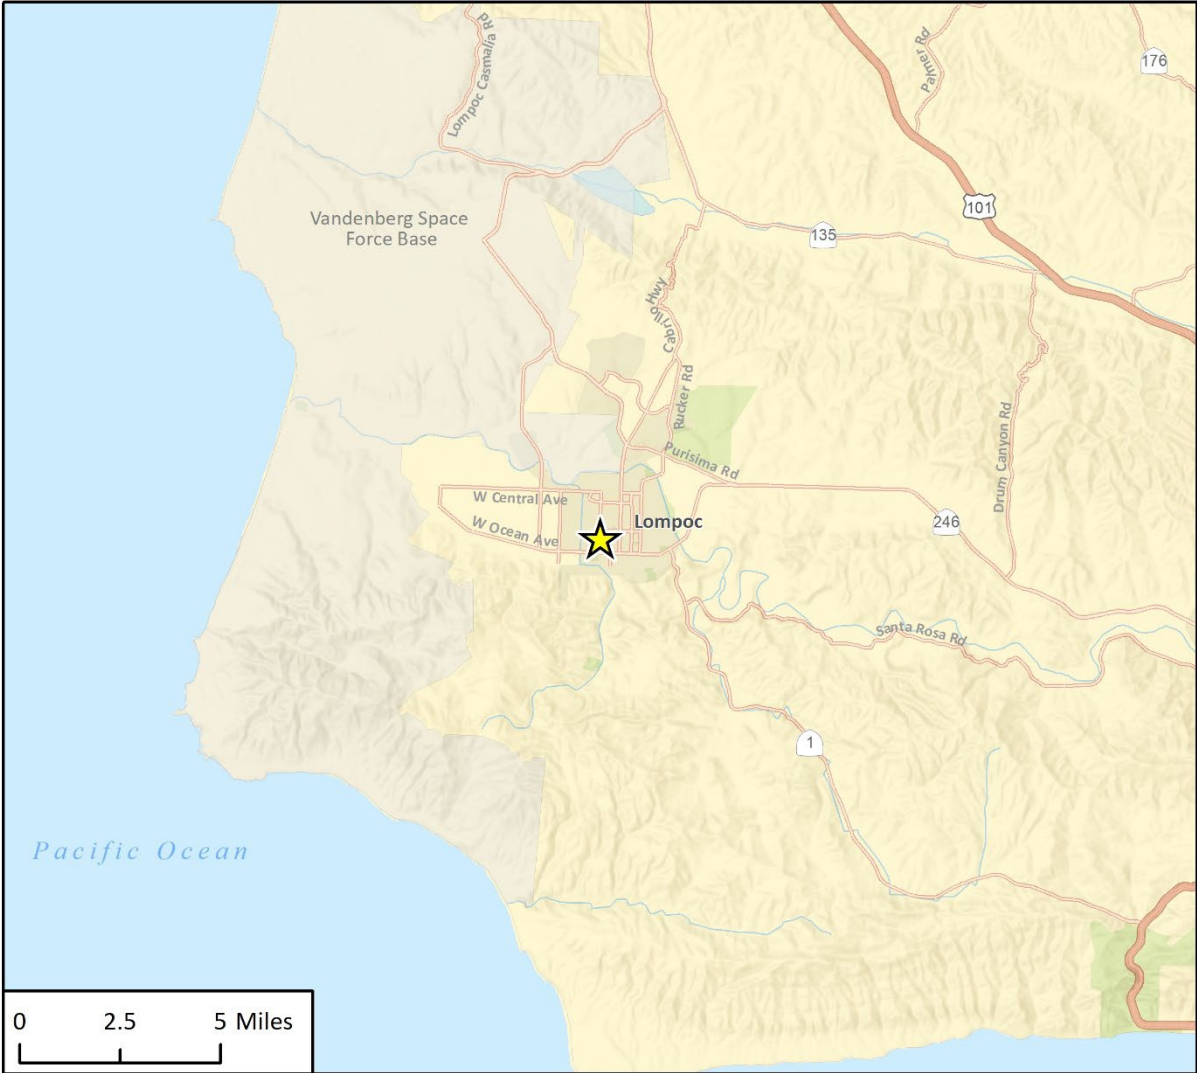 Lompoc Casmalia Rd
Palmer Rd
176
101
Vandenberg Space
Force Base
135
Cabrillo Hwy
Rucker Rd
Purisima Rd
Drum Canyon Rd
W Central Ave
W Ocean Ave
Lompoc
246
Santa Rosa Rd
1
Pacific Ocean
0 2.5 5 Miles